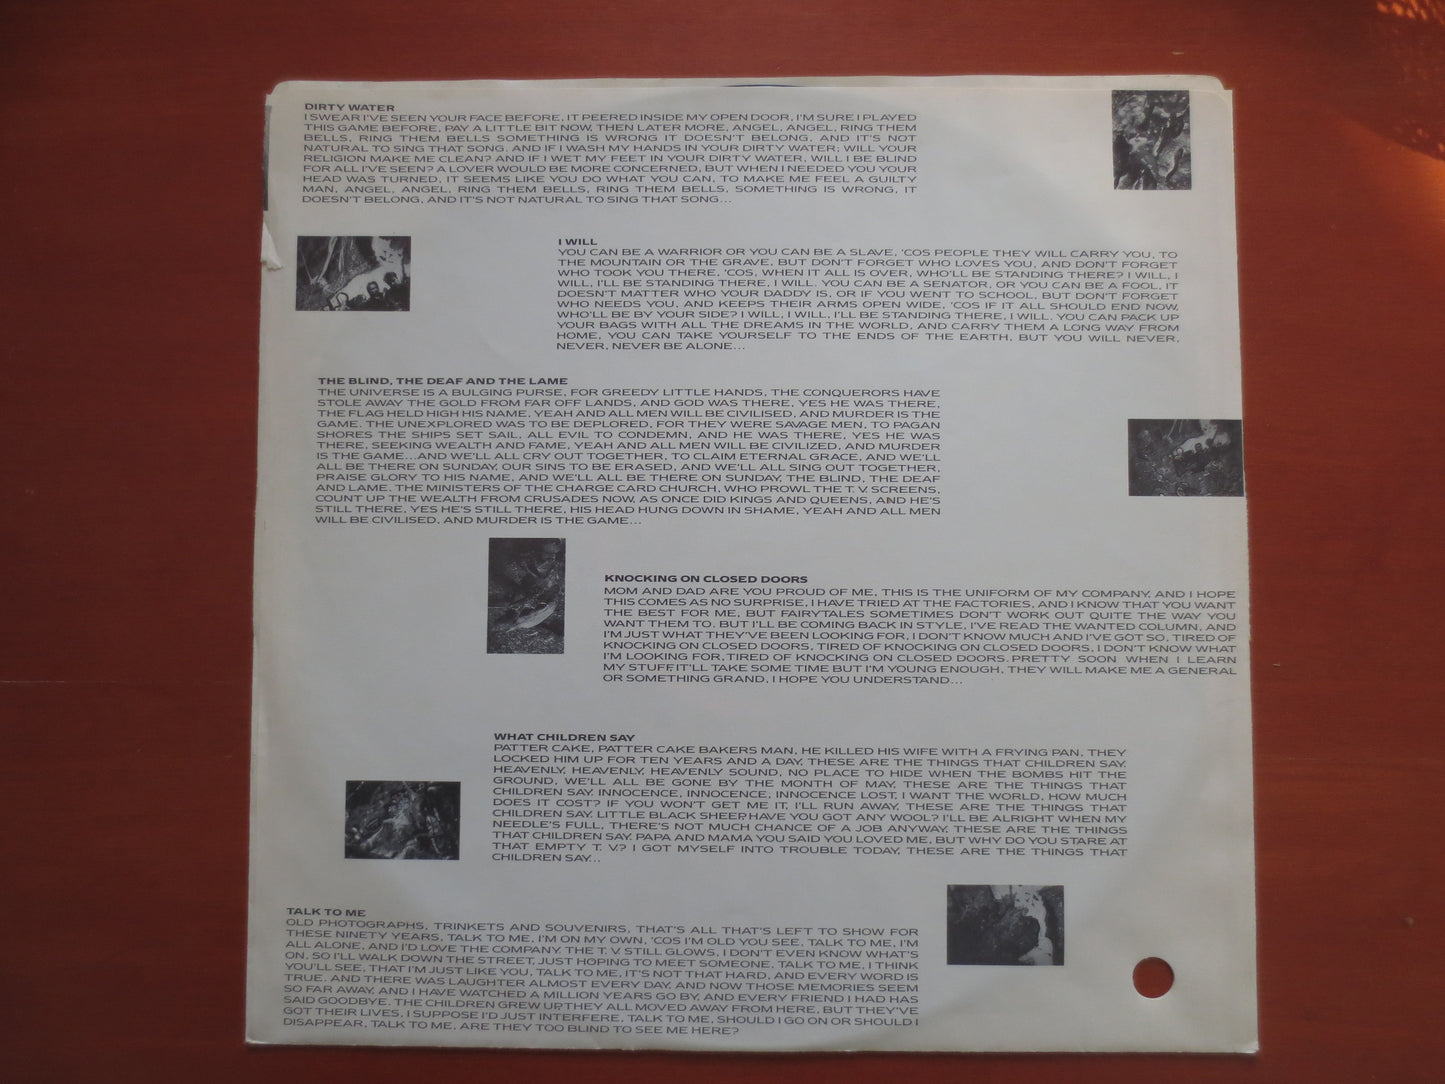 DIRTY WATER
I SWEAR I'VE SEEN YOUR FACE BEFORE, IT PEERED INSIDE MY OPEN DOOR, I'M SURE I PLAYED
THIS GAME BEFORE, PAY A LITTLE BIT NOW, THEN LATER MORE, ANGEL, ANGEL, RING THEM
BELLS, RING THEM BELLS SOMETHING IS WRONG IT DOESN'T BELONG, AND IT'S NOT
NATURAL TO SING THAT SONG. AND IF I WASH MY HANDS IN YOUR DIRTY WATER; WILL YOUR
RELIGION MAKE ME CLEAN? AND IF I WET MY FEET IN YOUR DIRTY WATER, WILL I BE BLIND
FOR ALL I'VE SEEN? A LOVER WOULD BE MORE CONCERNED, BUT WHEN I NEEDED YOU YOUR
HEAD WAS TURNED, IT SEEMS LIKE YOU DO WHAT YOU CAN, TO MAKE ME FEEL A GUILTY
MAN. ANGEL, ANGEL, RING THEM BELLS, RING THEM BELLS, SOMETHING IS WRONG, IT
DOESN'T BELONG, AND IT'S NOT NATURAL TO SING THAT SONG...
I WILL
YOU CAN BE A WARRIOR OR YOU CAN BE A SLAVE, 'COS PEOPLE THEY WILL CARRY YOU, TO
THE MOUNTAIN OR THE GRAVE, BUT DON'T FORGET WHO LOVES YOU, AND DON'T FORGET
WHO TOOK YOU THERE, 'COS, WHEN IT ALL IS OVER, WHO'LL BE STANDING THERE? I WILL, I
WILL, I'LL BE STANDING THERE, I WILL. YOU CAN BE A SENATOR, OR YOU CAN BE A FOOL, IT
DOESN'T MATTER WHO YOUR DADDY IS, OR IF YOU WENT TO SCHOOL, BUT DON'T FORGET
WHO NEEDS YOU, AND KEEPS THEIR ARMS OPEN WIDE, 'COS IF IT ALL SHOULD END NOW,
WHO'LL BE BY YOUR SIDE? I WILL, I WILL, I'LL BE STANDING THERE, I WILL. YOU CAN PACK UP
YOUR BAGS WITH ALL THE DREAMS IN THE WORLD, AND CARRY THEM A LONG WAY FROM
HOME, YOU CAN TAKE YOURSELF TO THE ENDS OF THE EARTH, BUT YOU WILL NEVER,
NEVER, NEVER BE ALONE...
THE BLIND, THE DEAF AND THE LAME
THE UNIVERSE IS A BULGING PURSE, FOR GREEDY LITTLE HANDS, THE CONQUERORS HAVE
STOLE AWAY THE GOLD FROM FAR OFF LANDS, AND GOD WAS THERE, YES HE WAS THERE,
THE FLAG HELD HIGH HIS NAME, YEAH AND ALL MEN WILL BE CIVILISED, AND MURDER IS THE
GAME. THE UNEXPLORED WAS TO BE DEPLORED, FOR THEY WERE SAVAGE MEN, TO PAGAN
SHORES THE SHIPS SET SAIL, ALL EVIL TO CONDEMN, AND HE WAS THERE, YES HE WAS
THERE, SEEKING WEALTH AND FAME, YEAH AND ALL MEN WILL BE CIVILIZED, AND MURDER
IS THE GAME...AND WE'LL ALL CRY OUT TOGETHER, TO CLAIM ETERNAL GRACE, AND WE'LL
ALL BE THERE ON SUNDAY, OUR SINS TO BE ERASED, AND WE'LL ALL SING OUT TOGETHER,
PRAISE GLORY TO HIS NAME, AND WE'LL ALL BE THERE ON SUNDAY, THE BLIND, THE DEAF
AND LAME. THE MINISTERS OF THE CHARGE CARD CHURCH, WHO PROWL THE T.V. SCREENS,
COUNT UP THE WEALTH FROM CRUSADES NOW, AS ONCE DID KINGS AND QUEENS, AND HE'S
STILL THERE, YES HE'S STILL THERE, HIS HEAD HUNG DOWN IN SHAME, YEAH AND ALL MEN
WILL BE CIVILISED, AND MURDER IS THE GAME...
KNOCKING ON CLOSED DOORS
MOM AND DAD ARE YOU PROUD OF ME, THIS IS THE UNIFORM OF MY COMPANY, AND I HOPE
THIS COMES AS NO SURPRISE, I HAVE TRIED AT THE FACTORIES, AND I KNOW THAT YOU WANT
THE BEST FOR ME, BUT FAIRYTALES SOMETIMES DON'T WORK OUT QUITE THE WAY YOU
WANT THEM TO. BUT I'LL BE COMING BACK IN STYLE, I'VE READ THE WANTED COLUMN, AND
I'M JUST WHAT THEY'VE BEEN LOOKING FOR, I DON'T KNOW MUCH AND I'VE GOT SO, TIRED OF
KNOCKING ON CLOSED DOORS, TIRED OF KNOCKING ON CLOSED DOORS, I DON'T KNOW WHAT
I'M LOOKING FOR, TIRED OF KNOCKING ON CLOSED DOORS. PRETTY SOON WHEN I LEARN
MY STUFF, IT'LL TAKE SOME TIME BUT I'M YOUNG ENOUGH, THEY WILL MAKE ME A GENERAL
OR SOMETHING GRAND, I HOPE YOU UNDERSTAND...
WHAT CHILDREN SAY
PATTER CAKE, PATTER CAKE BAKERS MAN, HE KILLED HIS WIFE WITH A FRYING PAN, THEY
LOCKED HIM UP FOR TEN YEARS AND A DAY, THESE ARE THE THINGS THAT CHILDREN SAY.
HEAVENLY, HEAVENLY, HEAVENLY SOUND, NO PLACE TO HIDE WHEN THE BOMBS HIT THE
GROUND, WE'LL ALL BE GONE BY THE MONTH OF MAY, THESE ARE THE THINGS THAT
CHILDREN SAY. INNOCENCE, INNOCENCE, INNOCENCE LOST, I WANT THE WORLD, HOW MUCH
DOES IT COST? IF YOU WON'T GET ME IT, I'LL RUN AWAY, THESE ARE THE THINGS THAT
CHILDREN SAY. LITTLE BLACK SHEEP, HAVE YOU GOT ANY WOOL? I'LL BE ALRIGHT WHEN MY
NEEDLE'S FULL, THERE'S NOT MUCH CHANCE OF A JOB ANYWAY, THESE ARE THE THINGS
THAT CHILDREN SAY. PAPA AND MAMA YOU SAID YOU LOVED ME, BUT WHY DO YOU STARE AT
THAT EMPTY T. V.? I GOT MYSELF INTO TROUBLE TODAY, THESE ARE THE THINGS THAT
CHILDREN SAY...
TALK TO ME
OLD PHOTOGRAPHS, TRINKETS AND SOUVENIRS, THAT'S ALL THAT'S LEFT TO SHOW FOR
THESE NINETY YEARS, TALK TO ME, I'M ON MY OWN, 'COS I'M OLD YOU SEE, TALK TO ME, I'M
ALL ALONE, AND I'D LOVE THE COMPANY. THE T. V. STILL GLOWS, I DON'T EVEN KNOW WHAT'S
ON. SO I'LL WALK DOWN THE STREET, JUST HOPING TO MEET SOMEONE, TALK TO ME, I THINK
YOU'LL SEE, THAT I'M JUST LIKE YOU, TALK TO ME, IT'S NOT THAT HARD, AND EVERY WORD IS
TRUE. AND THERE WAS LAUGHTER ALMOST EVERY DAY, AND NOW THOSE MEMORIES SEEM
SO FAR AWAY, AND I HAVE WATCHED A MILLION YEARS GO BY, AND EVERY FRIEND I HAD HAS
SAID GOODBYE. THE CHILDREN GREW UP, THEY ALL MOVED AWAY FROM HERE, BUT THEY'VE
GOT THEIR LIVES, I SUPPOSE I'D JUST INTERFERE, TALK TO ME, SHOULD I GO ON OR SHOULD I
DISAPPEAR, TALK TO ME, ARE THEY TOO BLIND TO SEE ME HERE?